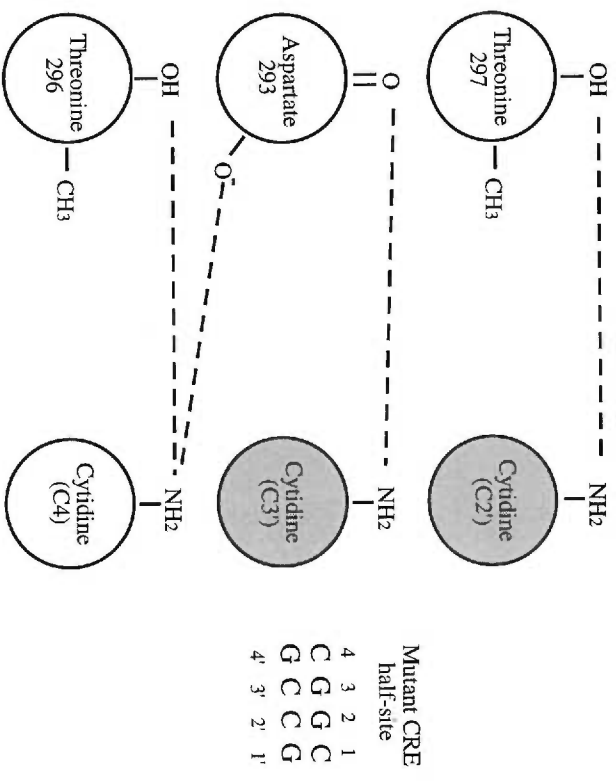 OH
Threonine
297
CH3
NH2
Cytidine
(C2')
O
Aspartate
293
O-
NH2
Cytidine
(C3')
OH
Threonine
296
CH3
NH2
Cytidine
(C4)
Mutant CRE
half-site
4 3 2 1
C G G C
G C C G
4' 3' 2' 1'